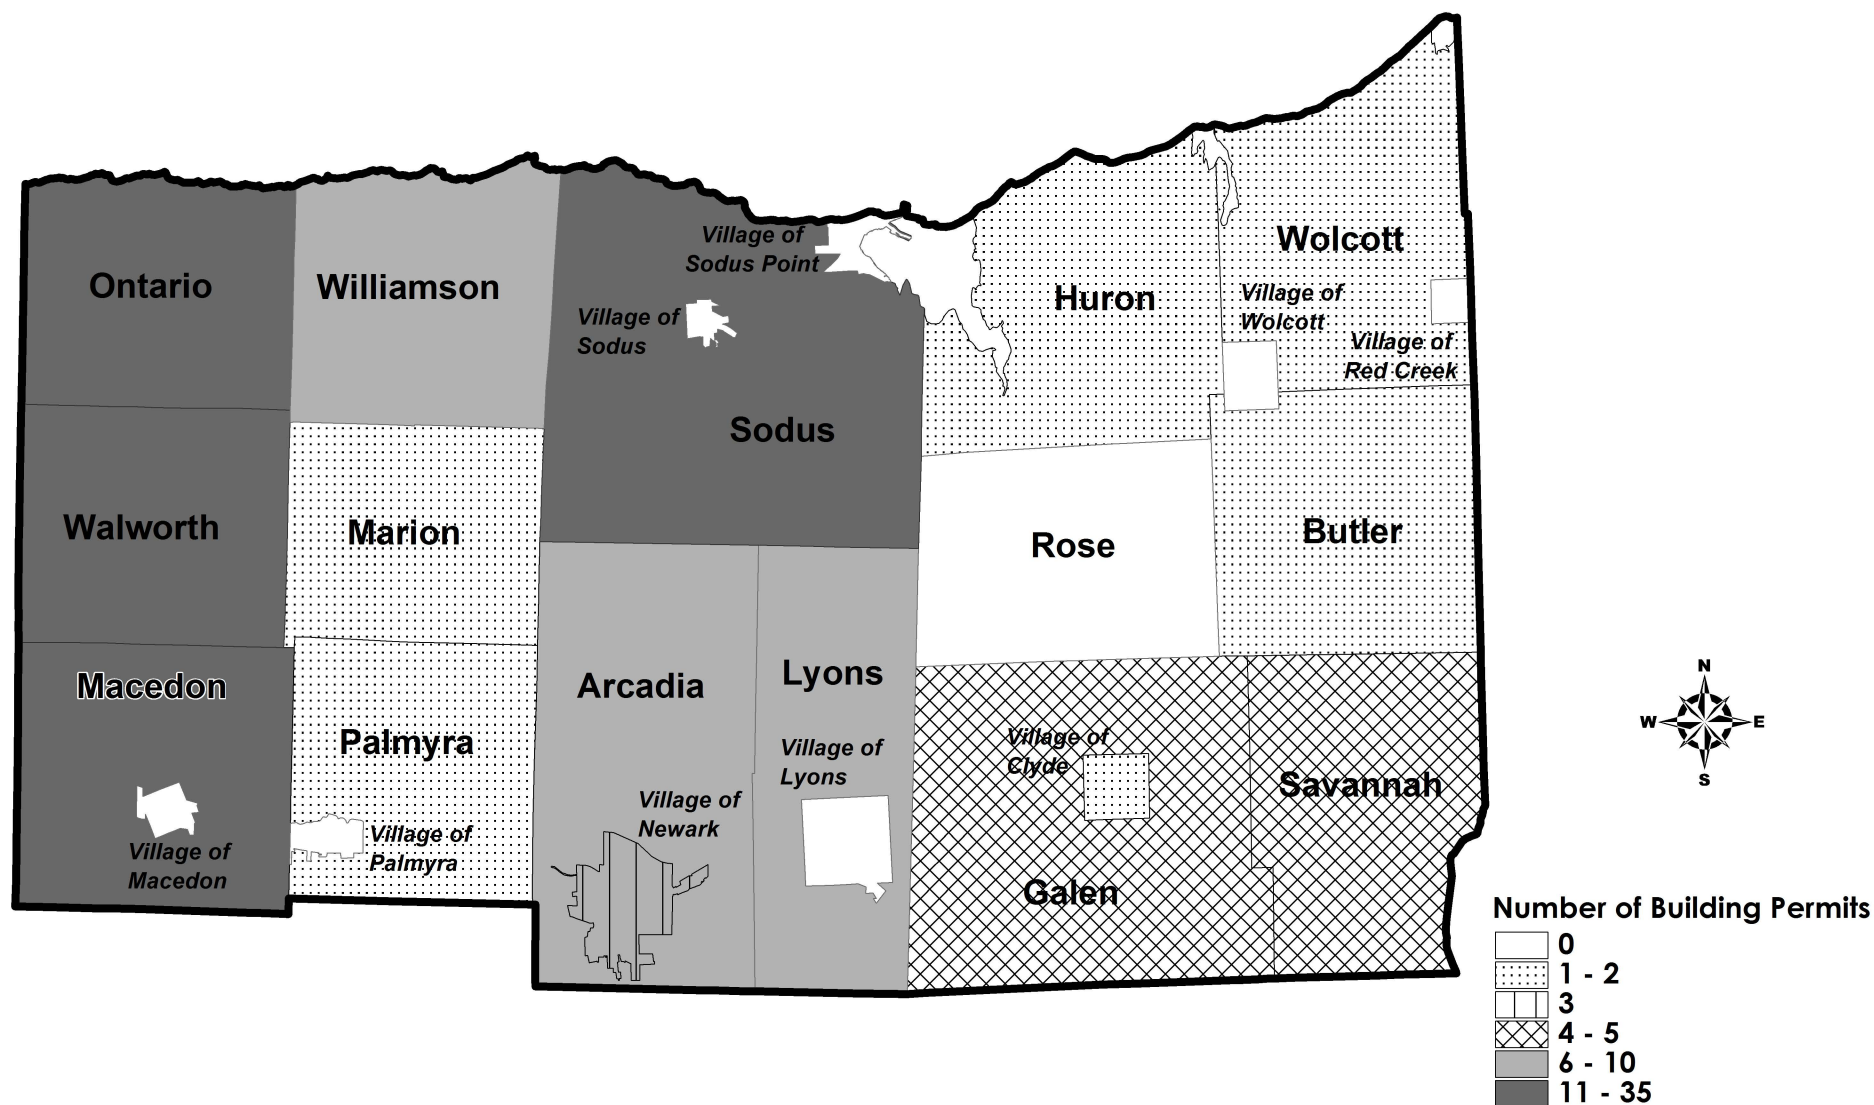 Village of
Sodus Point
Wolcott
Ontario
Williamson
Huron
Village of
Wolcott
Village of
Sodus
Village of
Red Creek
Sodus
Walworth
Marion
Rose
Butler
Macedon
Arcadia
Lyons
Palmyra
Village of
Clyde
Village of
Lyons
Savannah
Village of
Newark
Village of
Palmyra
Village of
Macedon
Galen
N
W
E
S
Number of Building Permits
0
1 - 2
3
4 - 5
6 - 10
11 - 35